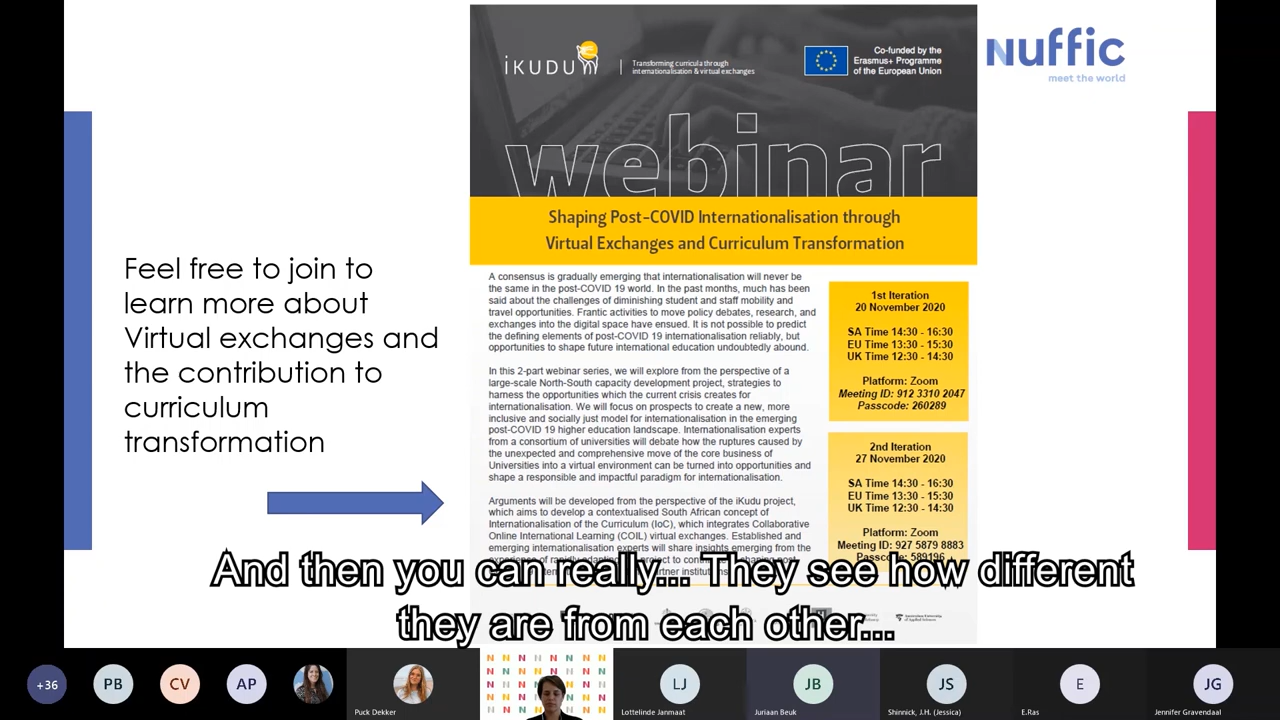 iKUDU
Transforming curricula through
internationalisation & virtual exchanges
Co-funded by the
Erasmus+ Programme
of the European Union
Nuffic
meet the world
webinar
Shaping Post-COVID Internationalisation through
Virtual Exchanges and Curriculum Transformation
Feel free to join to
learn more about
Virtual exchanges and
the contribution to
curriculum
transformation
A consensus is gradually emerging that internationalisation will never be
the same in the post-COVID 19 world. In the past months, much has been
said about the challenges of diminishing student and staff mobility and
travel opportunities. Frantic activities to move policy debates, research, and
exchanges into the digital space have ensued. It is not possible to predict
the defining elements of post-COVID 19 internationalisation reliably, but
opportunities to shape future international education undoubtedly abound.
In this 2-part webinar series, we will explore from the perspective of a
large-scale North-South capacity development project, strategies to
harness the opportunities which the current crisis creates for
internationalisation. We will focus on prospects to create a new, more
inclusive and socially just model for internationalisation in the emerging
post-COVID 19 higher education landscape. Internationalisation experts
from a consortium of universities will debate how the ruptures caused by
the unexpected and comprehensive move of the core business of
Universities into a virtual environment can be turned into opportunities and
shape a responsible and impactful paradigm for internationalisation.
Arguments will be developed from the perspective of the iKudu project,
which aims to develop a contextualised South African concept of
Internationalisation of the Curriculum (IoC), which integrates Collaborative
Online International Learning (COIL) virtual exchanges. Established and
emerging internationalisation experts will share insights emerging from the
1st Iteration
20 November 2020
SA Time 14:30 - 16:30
EU Time 13:30 - 15:30
UK Time 12:30 - 14:30
Platform: Zoom
Meeting ID: 912 3310 2047
Passcode: 260289
2nd Iteration
27 November 2020
SA Time 14:30 - 16:30
EU Time 13:30 - 15:30
UK Time 12:30 - 14:30
Platform: Zoom
Meeting ID: 927 5879 8883
Passcode: 589196
And then you can really... They see how different
they are from each other...
+36
PB
CV
AP
Puck Dekker
LJ
Lottelinde Janmaat
JB
Juriaan Beuk
JS
Shinnick, J.H. (Jessica)
E
E.Ras
JG
Jennifer Gravendaal